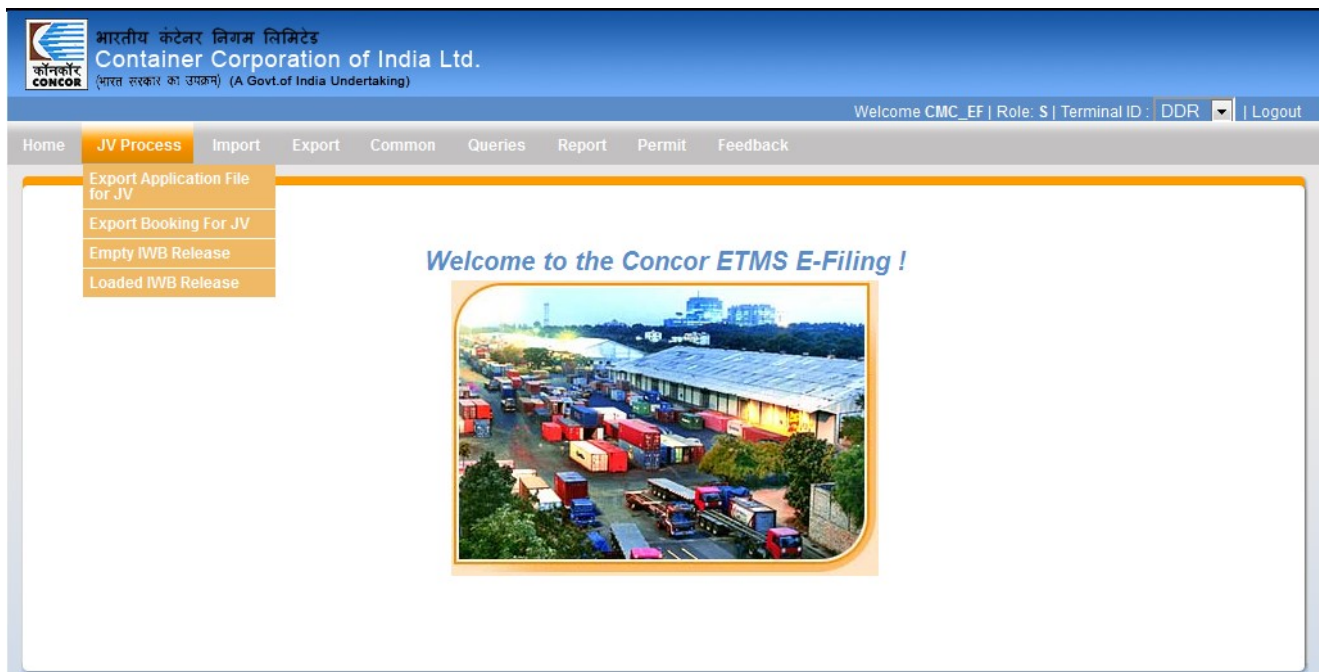 भारतीय कंटेनर निगम लिमिटेड
Container Corporation of India Ltd.
कॉनकॉर
CONCOR
(भारत सरकार का उपक्रम) (A Govt.of India Undertaking)
Welcome CMC_EF | Role: S | Terminal ID : DDR | Logout
Home JV Process Import Export Common Queries Report Permit Feedback
Export Application File
for JV
Export Booking For JV
Empty IWB Release
Loaded IWB Release
Welcome to the Concor ETMS E-Filing !